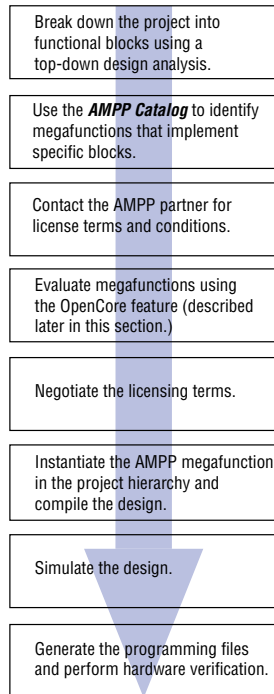 Break down the project into
functional blocks using a
top-down design analysis.
Use the AMPP Catalog to identify
megafunctions that implement
specific blocks.
Contact the AMPP partner for
license terms and conditions.
Evaluate megafunctions using
the OpenCore feature (described
later in this section.)
Negotiate the licensing terms.
Instantiate the AMPP megafunction
in the project hierarchy and
compile the design.
Simulate the design.
Generate the programming files
and perform hardware verification.